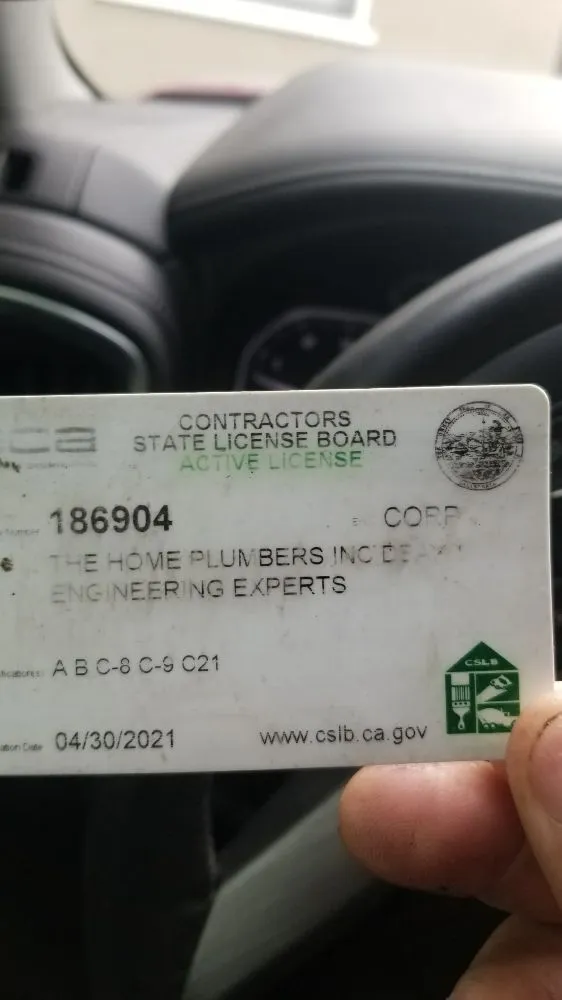 ca
CONTRACTORS
STATE LICENSE BOARD
ACTIVE LICENSE
186904
THE HOME PLUMBERS INC
ENGINEERING EXPERTS
A B C-8 C-9 C21
CSLB
04/30/2021 www.cslb.ca.gov